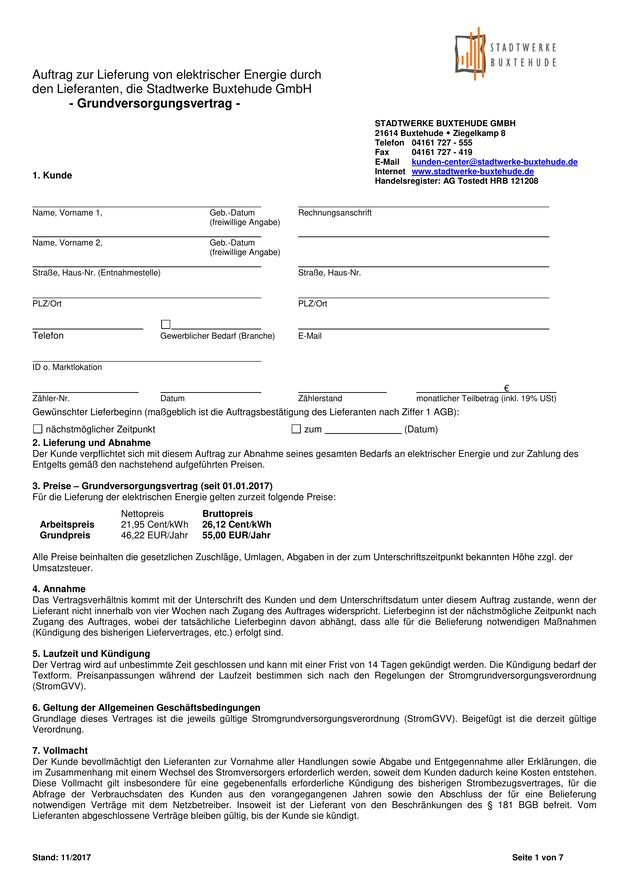 STADTWERKE
BUXTEHUDE
Auftrag zur Lieferung von elektrischer Energie durch
den Lieferanten, die Stadtwerke Buxtehude GmbH
- Grundversorgungsvertrag -
STADTWERKE BUXTEHUDE GMBH
21614 Buxtehude • Ziegelkamp 8
Telefon 04161 727 - 555
Fax 04161 727 - 419
E-Mail kunden-center@stadtwerke-buxtehude.de
Internet www.stadtwerke-buxtehude.de
Handelsregister: AG Tostedt HRB 121208
1. Kunde
Name, Vorname 1, Geb.-Datum Rechnungsanschrift
(freiwillige Angabe)
Name, Vorname 2, Geb.-Datum
(freiwillige Angabe)
Straße, Haus-Nr. (Entnahmestelle) Straße, Haus-Nr.
PLZ/Ort PLZ/Ort
Telefon Gewerblicher Bedarf (Branche) E-Mail
ID o. Marktlokation
€
Zähler-Nr. Datum Zählerstand monatlicher Teilbetrag (inkl. 19% USt)
Gewünschter Lieferbeginn (maßgeblich ist die Auftragsbestätigung des Lieferanten nach Ziffer 1 AGB):
nächstmöglicher Zeitpunkt zum ________________ (Datum)
2. Lieferung und Abnahme
Der Kunde verpflichtet sich mit diesem Auftrag zur Abnahme seines gesamten Bedarfs an elektrischer Energie und zur Zahlung des
Entgelts gemäß den nachstehend aufgeführten Preisen.
3. Preise – Grundversorgungsvertrag (seit 01.01.2017)
Für die Lieferung der elektrischen Energie gelten zurzeit folgende Preise:
Nettopreis Bruttopreis
Arbeitspreis 21,95 Cent/kWh 26,12 Cent/kWh
Grundpreis 46,22 EUR/Jahr 55,00 EUR/Jahr
Alle Preise beinhalten die gesetzlichen Zuschläge, Umlagen, Abgaben in der zum Unterschriftszeitpunkt bekannten Höhe zzgl. der
Umsatzsteuer.
4. Annahme
Das Vertragsverhältnis kommt mit der Unterschrift des Kunden und dem Unterschriftsdatum unter diesem Auftrag zustande, wenn der
Lieferant nicht innerhalb von vier Wochen nach Zugang des Auftrages widerspricht. Lieferbeginn ist der nächstmögliche Zeitpunkt nach
Zugang des Auftrages, wobei der tatsächliche Lieferbeginn davon abhängt, dass alle für die Belieferung notwendigen Maßnahmen
(Kündigung des bisherigen Liefervertrages, etc.) erfolgt sind.
5. Laufzeit und Kündigung
Der Vertrag wird auf unbestimmte Zeit geschlossen und kann mit einer Frist von 14 Tagen gekündigt werden. Die Kündigung bedarf der
Textform. Preisanpassungen während der Laufzeit bestimmen sich nach den Regelungen der Stromgrundversorgungsverordnung
(StromGVV).
6. Geltung der Allgemeinen Geschäftsbedingungen
Grundlage dieses Vertrages ist die jeweils gültige Stromgrundversorgungsverordnung (StromGVV). Beigefügt ist die derzeit gültige
Verordnung.
7. Vollmacht
Der Kunde bevollmächtigt den Lieferanten zur Vornahme aller Handlungen sowie Abgabe und Entgegennahme aller Erklärungen, die
im Zusammenhang mit einem Wechsel des Stromversorgers erforderlich werden, soweit dem Kunden dadurch keine Kosten entstehen.
Diese Vollmacht gilt insbesondere für eine gegebenenfalls erforderliche Kündigung des bisherigen Strombezugsvertrages, für die
Abfrage der Verbrauchsdaten des Kunden aus den vorangegangenen Jahren sowie den Abschluss der für eine Belieferung
notwendigen Verträge mit dem Netzbetreiber. Insoweit ist der Lieferant von den Beschränkungen des § 181 BGB befreit. Vom
Lieferanten abgeschlossene Verträge bleiben gültig, bis der Kunde sie kündigt.
Stand: 11/2017 Seite 1 von 7